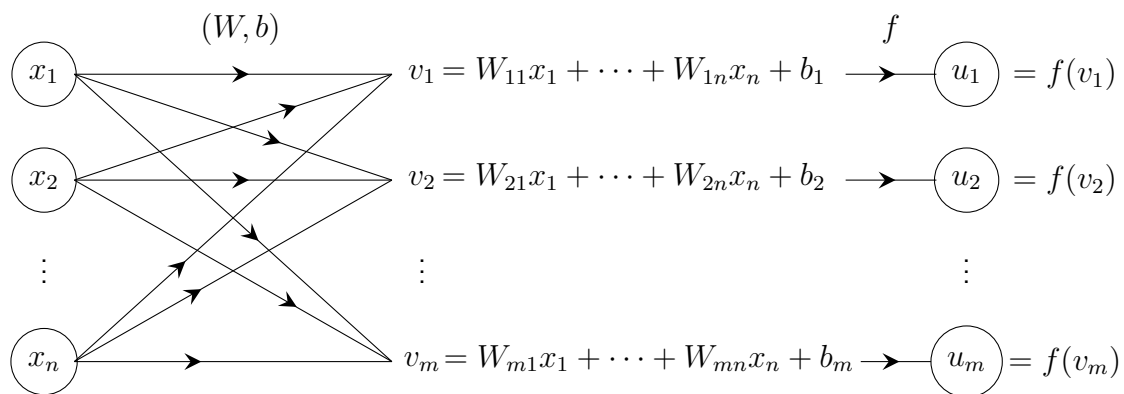 (W, b) f
x₁ v₁ = W₁₁x₁ + ⋯ + W₁ₙxₙ + b₁ u₁ = f(v₁)
x₂ v₂ = W₂₁x₁ + ⋯ + W₂ₙxₙ + b₂ u₂ = f(v₂)
⋮ ⋮ ⋮
xₙ vₘ = Wₘ₁x₁ + ⋯ + Wₘₙxₙ + bₘ uₘ = f(vₘ)